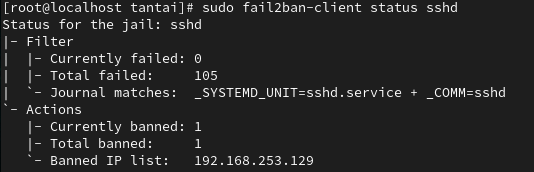 [root@localhost tantai]# sudo fail2ban-client status sshd
Status for the jail: sshd
|- Filter
|  |- Currently failed: 0
|  |- Total failed:     105
|  `- Journal matches:  _SYSTEMD_UNIT=sshd.service + _COMM=sshd
`- Actions
   |- Currently banned: 1
   |- Total banned:     1
   `- Banned IP list:   192.168.253.129